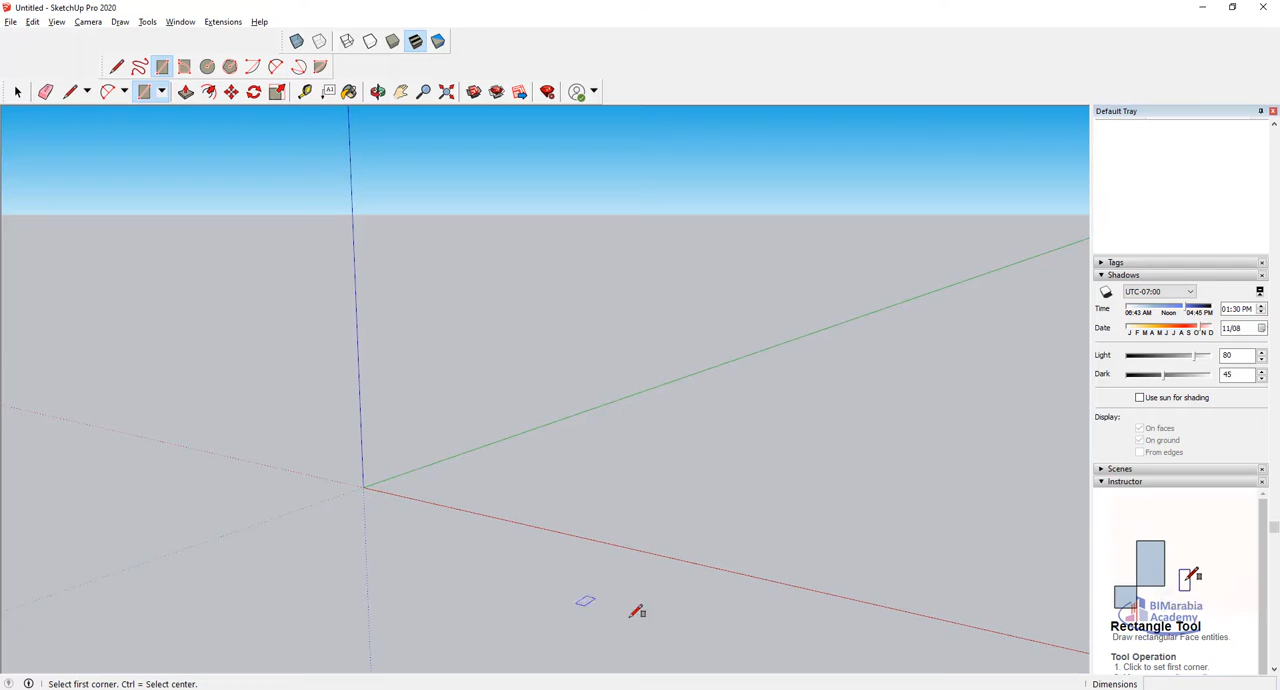 Untitled - SketchUp Pro 2020
File Edit View Camera Draw Tools Window Extensions Help
A1
Default Tray
Tags
Shadows
UTC-07:00
Time 06:43 AM Noon 04:45 PM 01:30 PM
Date J F M A M J J A S O N D 11/08
Light 80
Dark 45
Use sun for shading
Display:
On faces
On ground
From edges
Scenes
Instructor
BIMarabia
Academy
Rectangle Tool
Draw rectangular Face entities.
Tool Operation
1. Click to set first corner.
Select first corner. Ctrl = Select center.
Dimensions